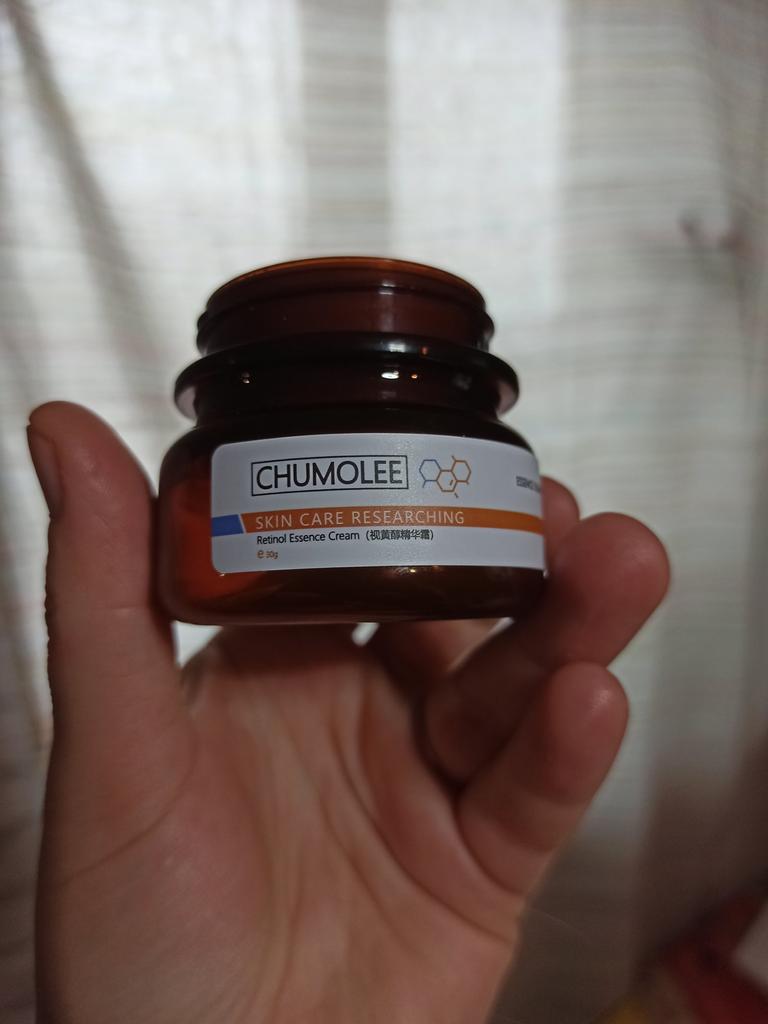 CHUMOLEE
SKIN CARE RESEARCHING
Retinol Essence Cream (视黄醇精华霜)
e 30g